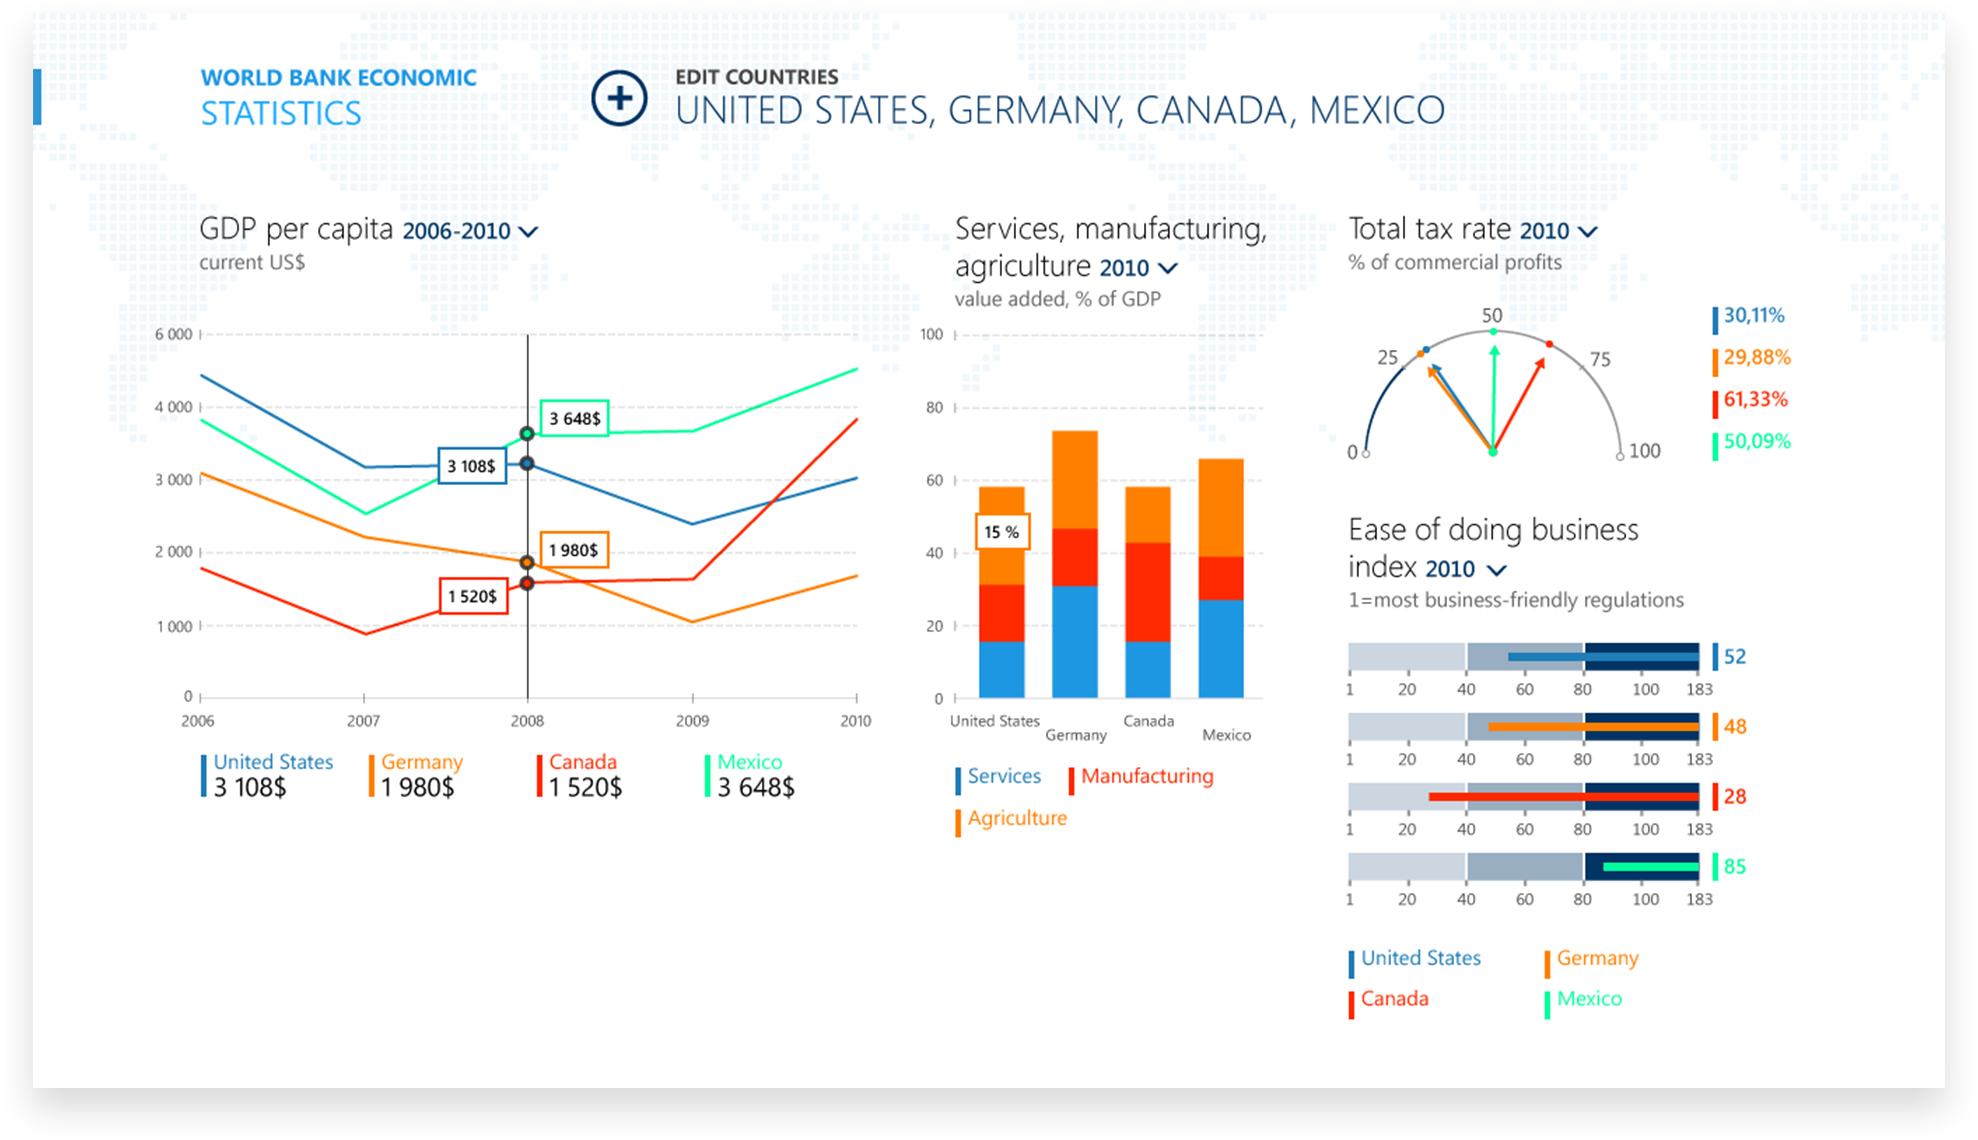 WORLD BANK ECONOMIC
STATISTICS
EDIT COUNTRIES
UNITED STATES, GERMANY, CANADA, MEXICO
GDP per capita 2006-2010
current US$
6 000
4 000
3 000
2 000
1 000
0
3 648$
3 108$
1 980$
1 520$
2006 2007 2008 2009 2010
United States Germany Canada Mexico
3 108$ 1 980$ 1 520$ 3 648$
Services, manufacturing,
agriculture 2010
value added, % of GDP
100
80
60
40
20
0
15 %
United States Germany Canada Mexico
Services Manufacturing
Agriculture
Total tax rate 2010
% of commercial profits
0 25 50 75 100
30,11%
29,88%
61,33%
50,09%
Ease of doing business
index 2010
1=most business-friendly regulations
52
1 20 40 60 80 100 183
48
1 20 40 60 80 100 183
28
1 20 40 60 80 100 183
85
1 20 40 60 80 100 183
United States Germany
Canada Mexico